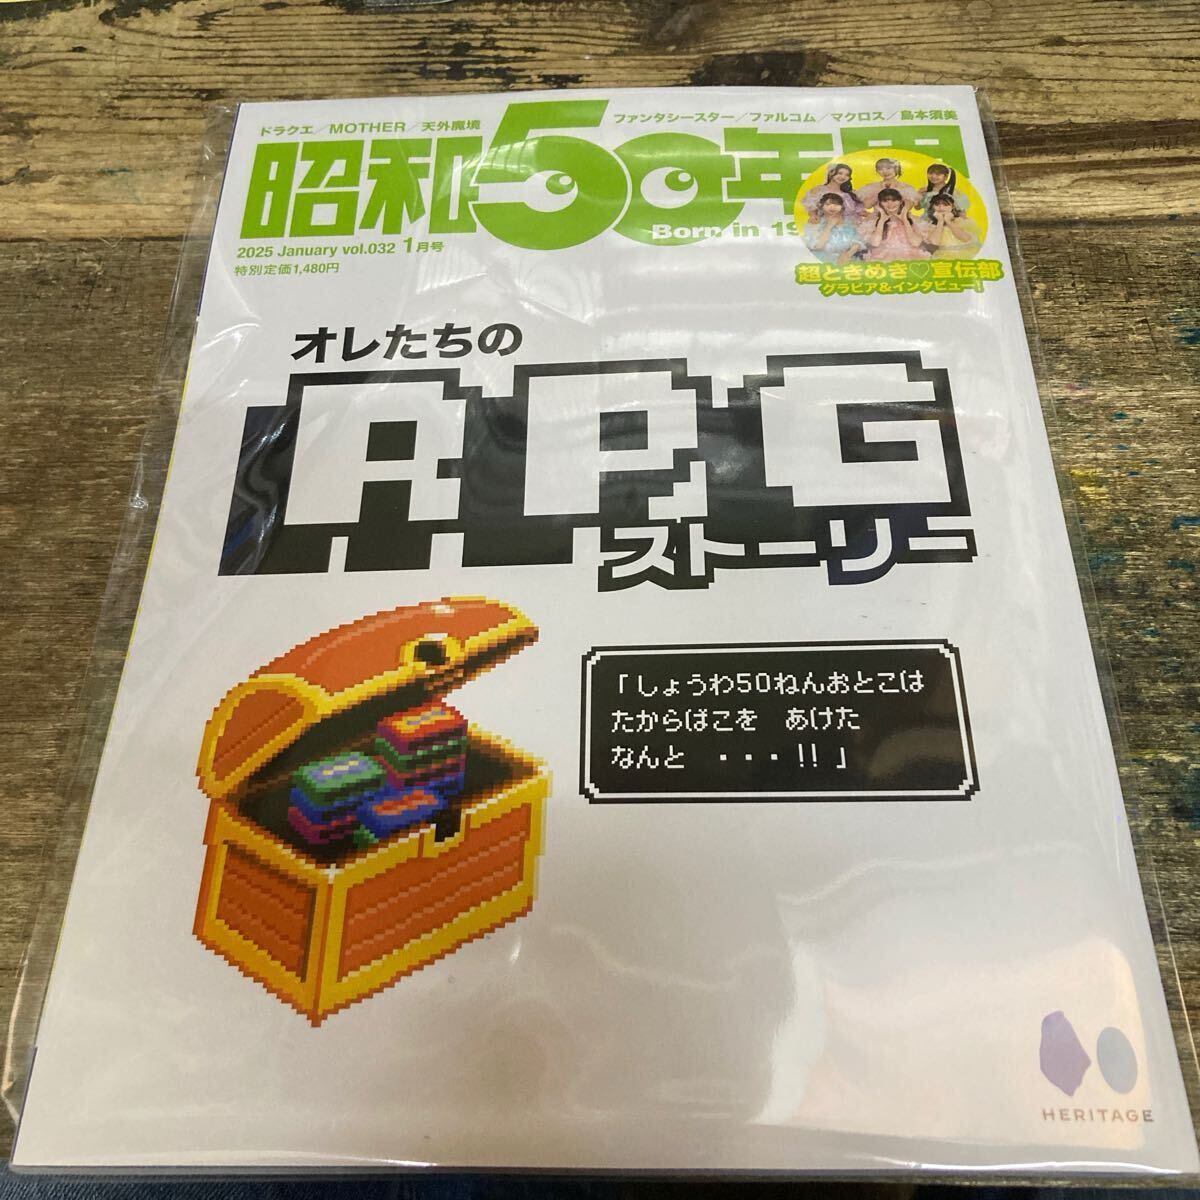 ドラクエ／MOTHER／天外魔境
ファンタシースター／ファルコム／マクロス／島本須美
昭和50年男
Born in 19
2025 January vol.032 1月号
特別定価1,480円
超ときめき♡宣伝部
グラビア&インタビュー!
オレたちの
RPG
ストーリー
「しょうわ50ねんおとこは
たからばこを あけた
なんと ・・・!!」
HERITAGE